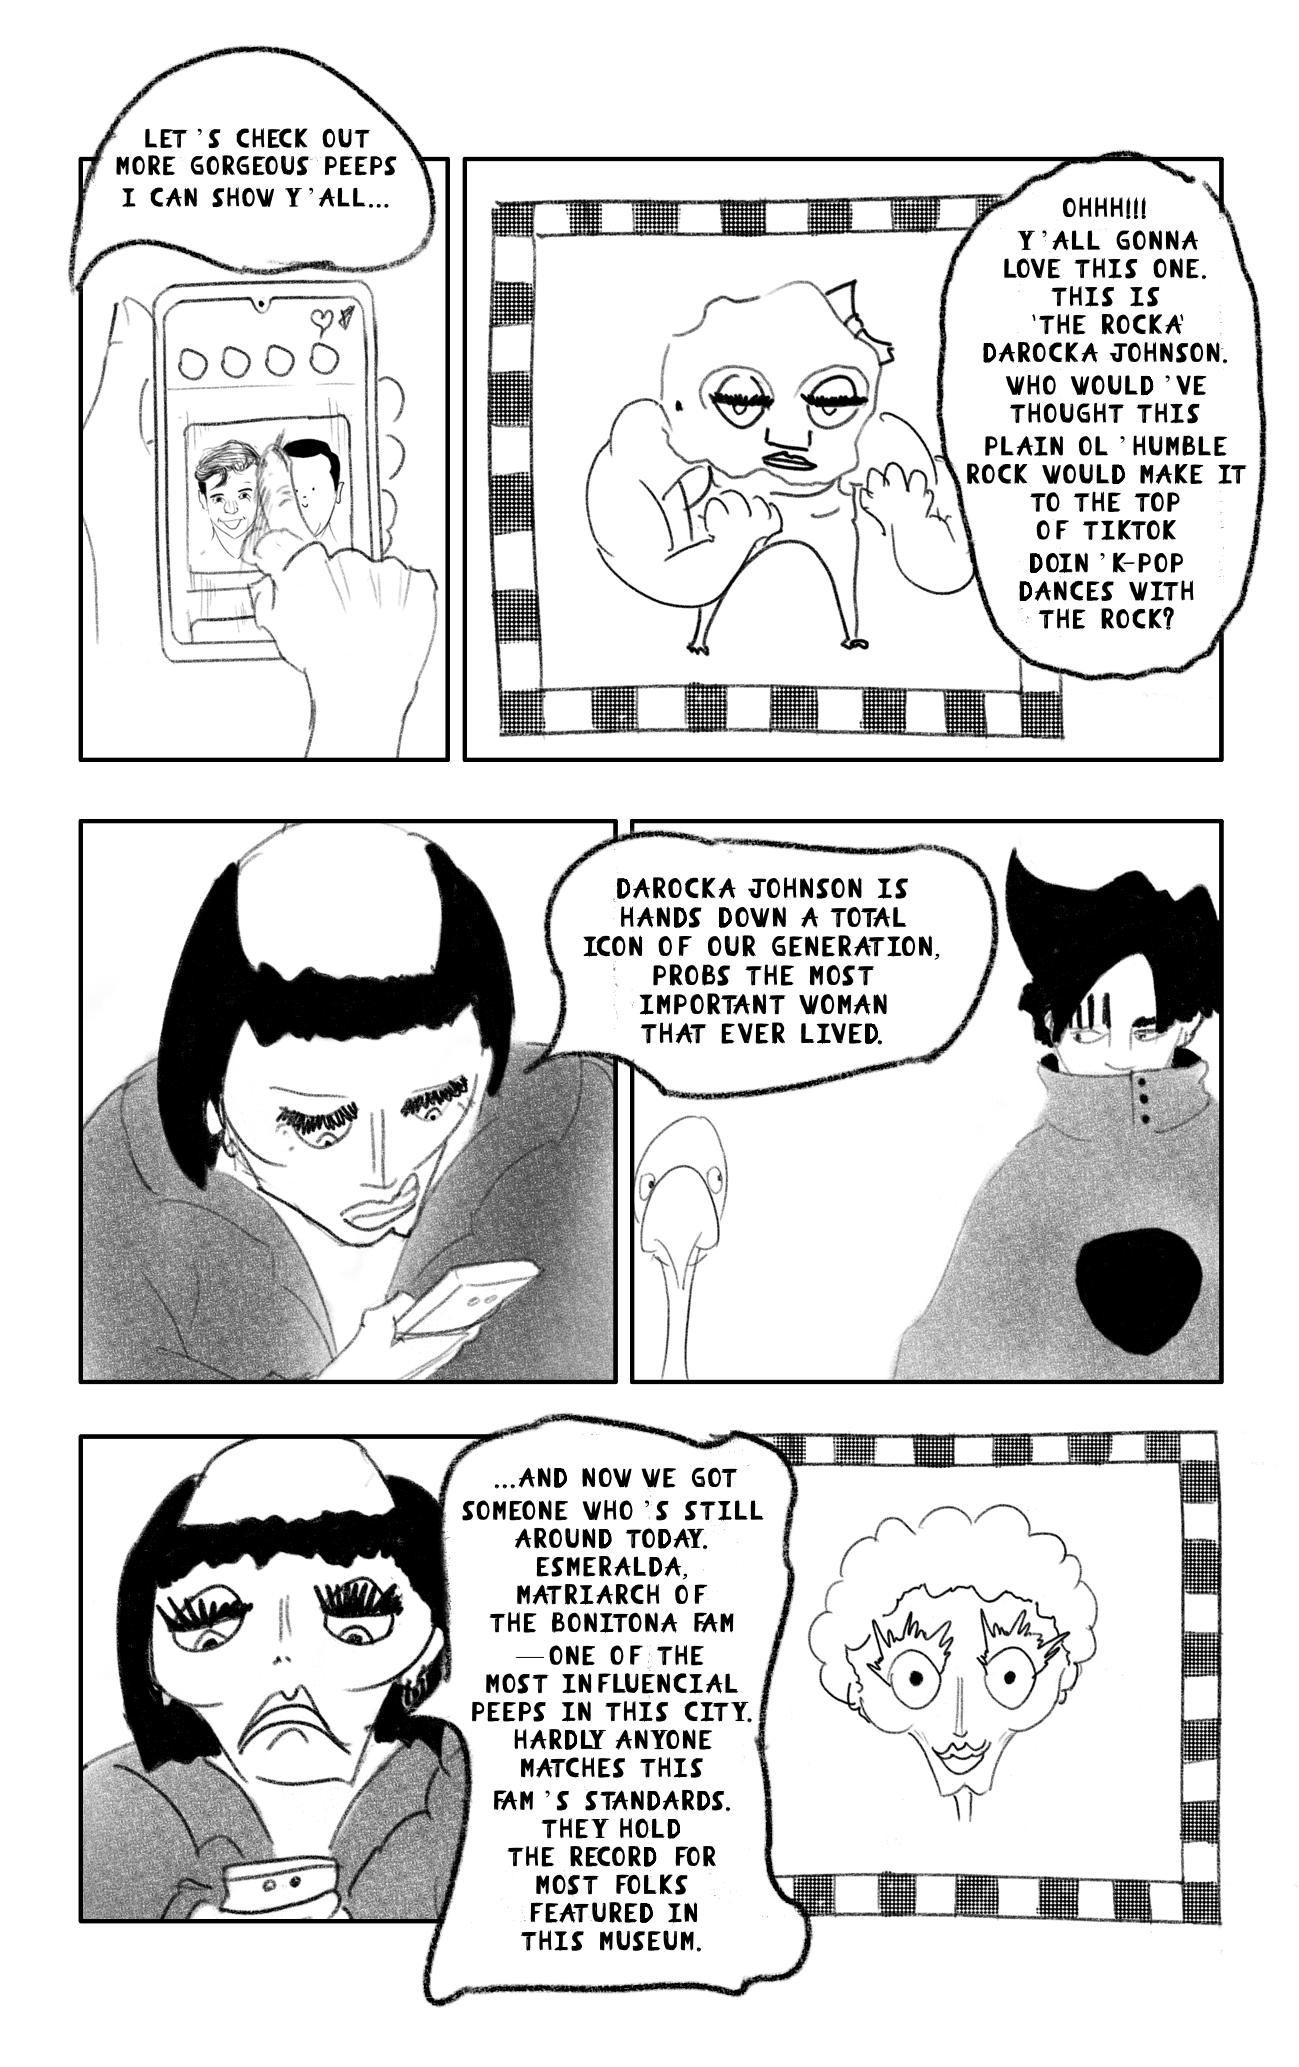 LET'S CHECK OUT
MORE GORGEOUS PEEPS
I CAN SHOW Y'ALL...
OHHH!!!
Y'ALL GONNA
LOVE THIS ONE.
THIS IS
'THE ROCKA'
DAROCKA JOHNSON.
WHO WOULD'VE
THOUGHT THIS
PLAIN OL' HUMBLE
ROCK WOULD MAKE IT
TO THE TOP
OF TIKTOK
DOIN' K-POP
DANCES WITH
THE ROCK?
DAROCKA JOHNSON IS
HANDS DOWN A TOTAL
ICON OF OUR GENERATION,
PROBS THE MOST
IMPORTANT WOMAN
THAT EVER LIVED.
...AND NOW WE GOT
SOMEONE WHO'S STILL
AROUND TODAY.
ESMERALDA,
MATRIARCH OF
THE BONITONA FAM
—ONE OF THE
MOST INFLUENCIAL
PEEPS IN THIS CITY.
HARDLY ANYONE
MATCHES THIS
FAM'S STANDARDS.
THEY HOLD
THE RECORD FOR
MOST FOLKS
FEATURED IN
THIS MUSEUM.